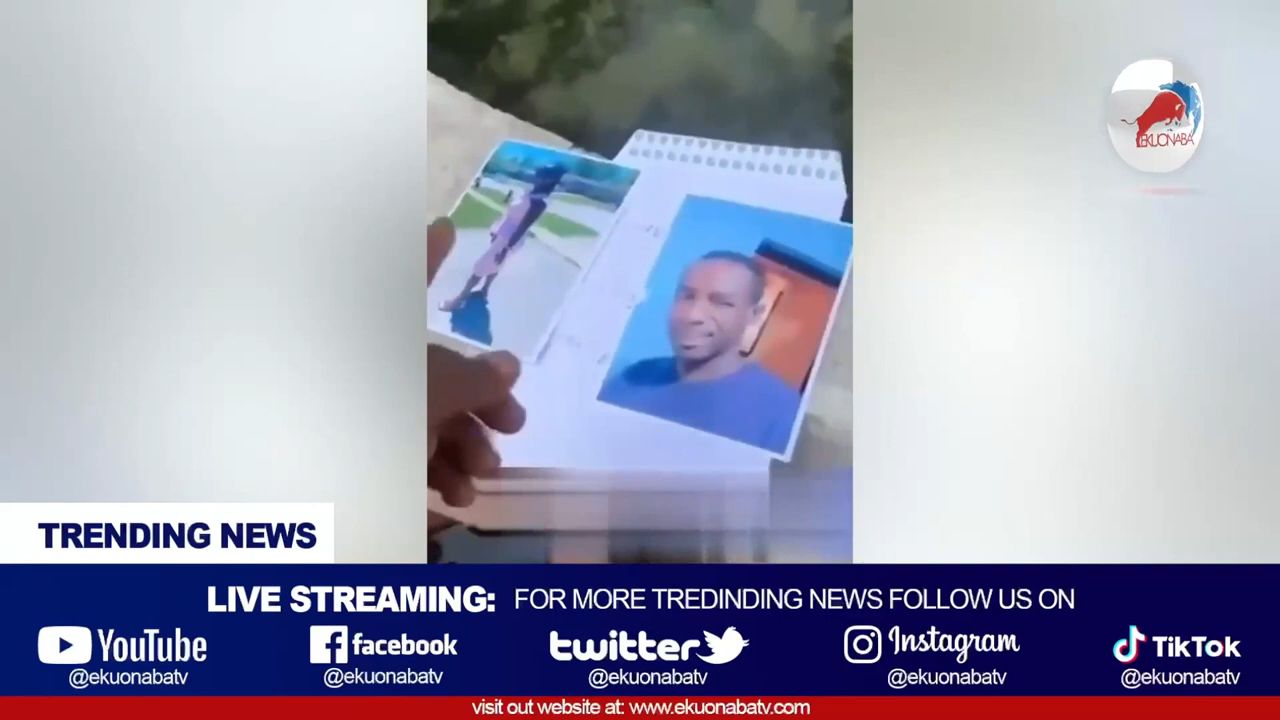 EKUONABA
TRENDING NEWS
LIVE STREAMING: FOR MORE TREDINDING NEWS FOLLOW US ON
YouTube
@ekuonabatv
facebook
@ekuonabatv
twitter
@ekuonabatv
Instagram
@ekuonabatv
TikTok
@ekuonabatv
visit out website at: www.ekuonabatv.com